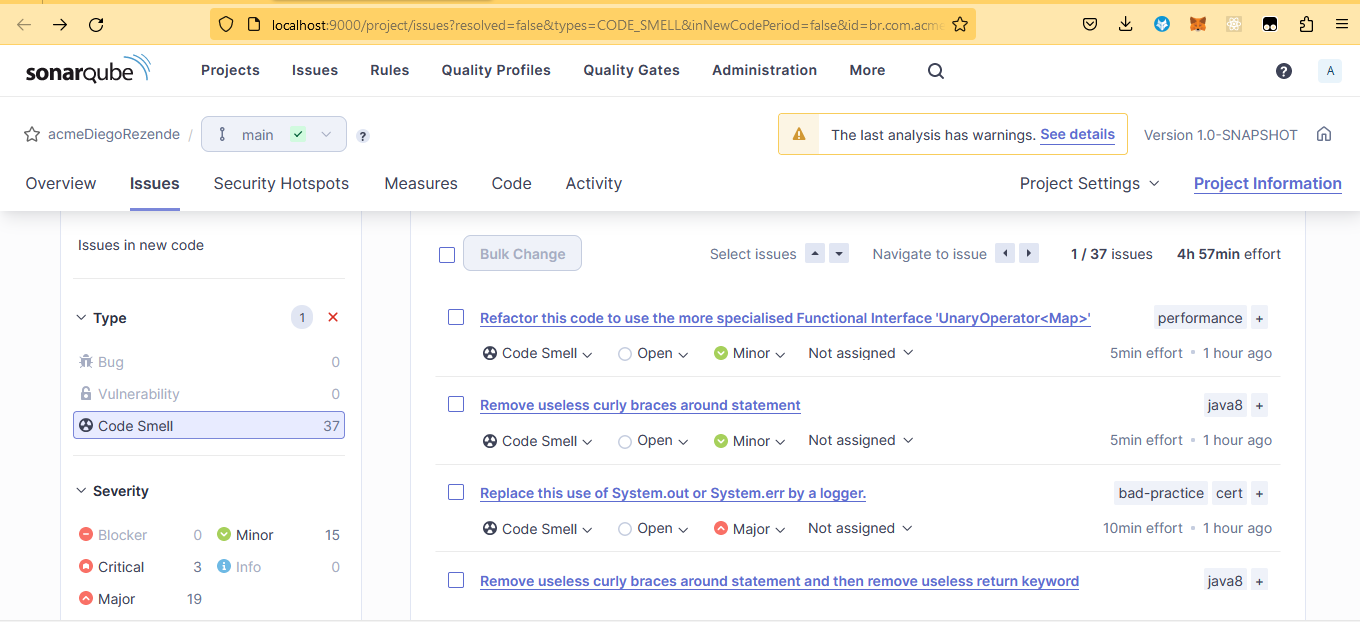 localhost:9000/project/issues?resolved=false&types=CODE_SMELL&inNewCodePeriod=false&id=br.com.acme
sonarqube Projects Issues Rules Quality Profiles Quality Gates Administration More ? A
acmeDiegoRezende / main ? The last analysis has warnings. See details Version 1.0-SNAPSHOT
Overview Issues Security Hotspots Measures Code Activity Project Settings Project Information
Issues in new code
Type 1
Bug 0
Vulnerability 0
Code Smell 37
Severity
Blocker 0 Minor 15
Critical 3 Info 0
Major 19
Bulk Change Select issues Navigate to issue 1 / 37 issues 4h 57min effort
Refactor this code to use the more specialised Functional Interface 'UnaryOperator<Map>' performance +
Code Smell Open Minor Not assigned 5min effort • 1 hour ago
Remove useless curly braces around statement java8 +
Code Smell Open Minor Not assigned 5min effort • 1 hour ago
Replace this use of System.out or System.err by a logger. bad-practice cert +
Code Smell Open Major Not assigned 10min effort • 1 hour ago
Remove useless curly braces around statement and then remove useless return keyword java8 +